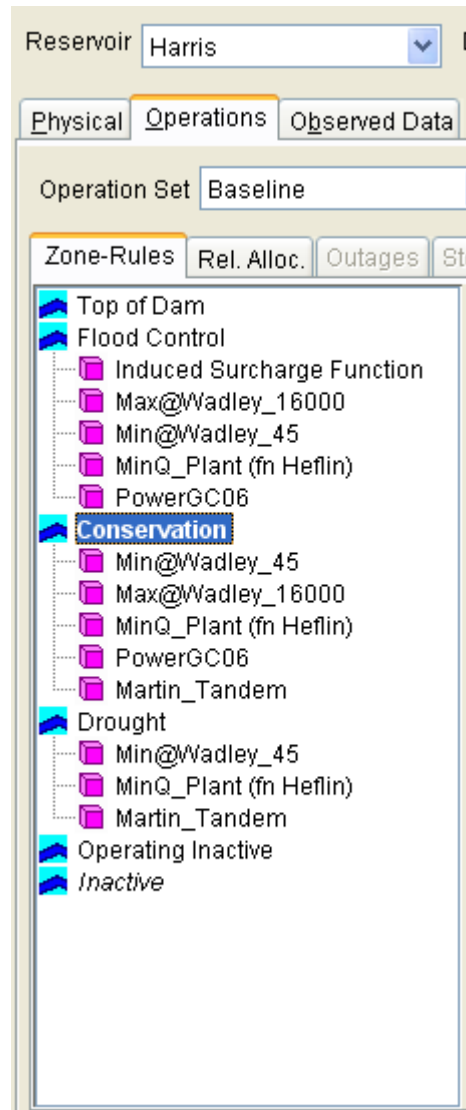 Reservoir Harris
Physical Operations Observed Data
Operation Set Baseline
Zone-Rules Rel. Alloc. Outages St
Top of Dam
Flood Control
Induced Surcharge Function
Max@Wadley_16000
Min@Wadley_45
MinQ_Plant (fn Heflin)
PowerGC06
Conservation
Min@Wadley_45
Max@Wadley_16000
MinQ_Plant (fn Heflin)
PowerGC06
Martin_Tandem
Drought
Min@Wadley_45
MinQ_Plant (fn Heflin)
Martin_Tandem
Operating Inactive
Inactive